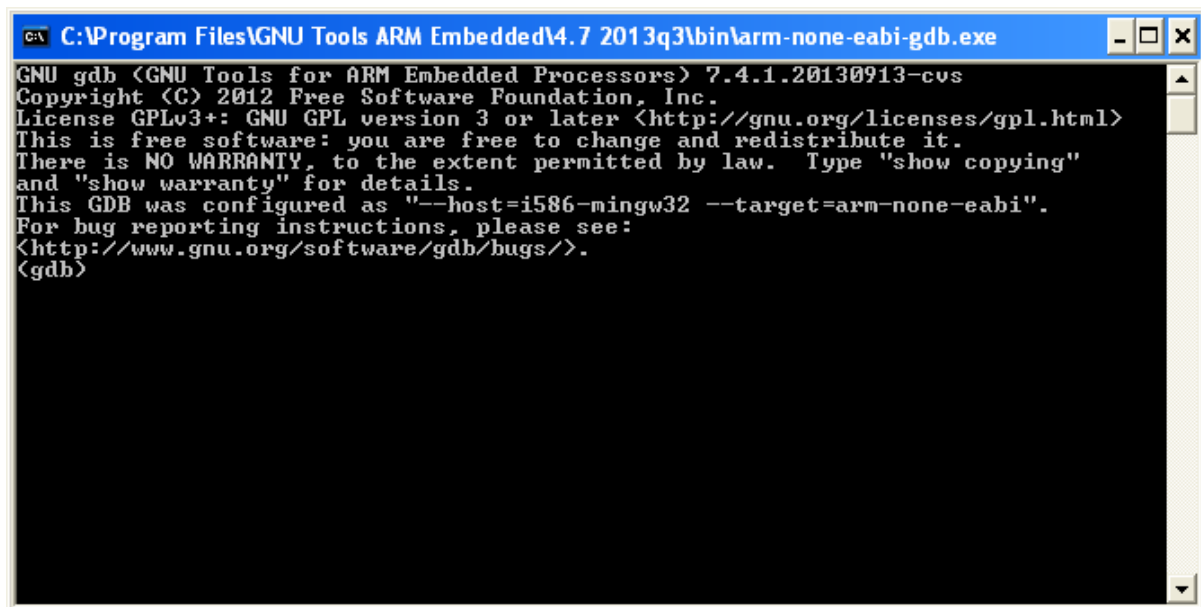 C:\Program Files\GNU Tools ARM Embedded\4.7 2013q3\bin\arm-none-eabi-gdb.exe
GNU gdb (GNU Tools for ARM Embedded Processors) 7.4.1.20130913-cvs
Copyright (C) 2012 Free Software Foundation, Inc.
License GPLv3+: GNU GPL version 3 or later <http://gnu.org/licenses/gpl.html>
This is free software: you are free to change and redistribute it.
There is NO WARRANTY, to the extent permitted by law.  Type "show copying"
and "show warranty" for details.
This GDB was configured as "--host=i586-mingw32 --target=arm-none-eabi".
For bug reporting instructions, please see:
<http://www.gnu.org/software/gdb/bugs/>.
(gdb)